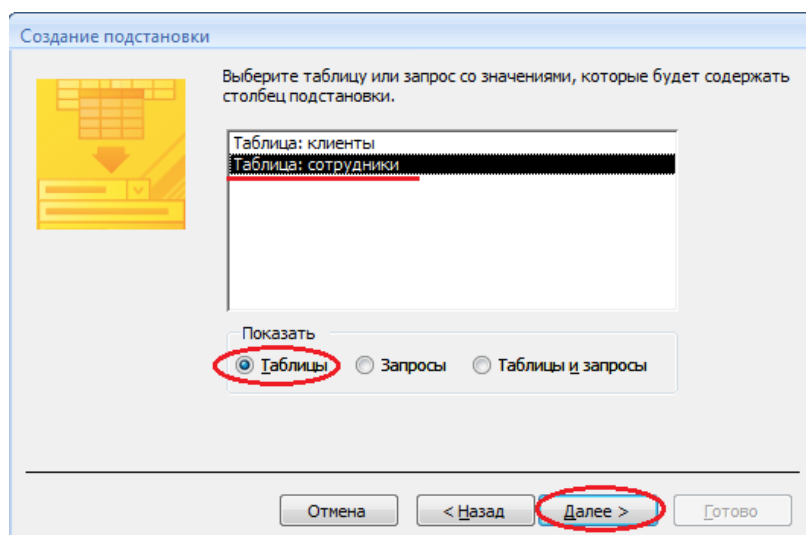 Создание подстановки
Выберите таблицу или запрос со значениями, которые будет содержать
столбец подстановки.
Таблица: клиенты
Таблица: сотрудники
Показать
Таблицы Запросы Таблицы и запросы
Отмена < Назад Далее > Готово